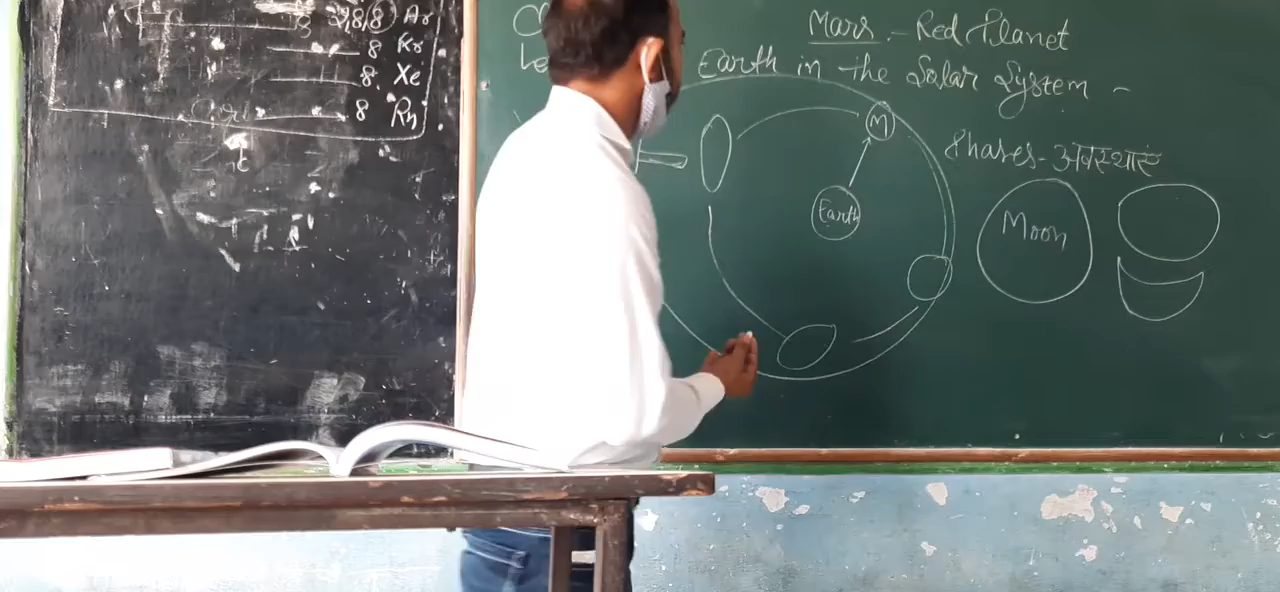 2,8,8 Ar
8 Kr
8 Xe
8 Rn
Mars - Red Planet
Earth in the Solar System -
M
Phases - अवस्थाएं
Earth
Moon